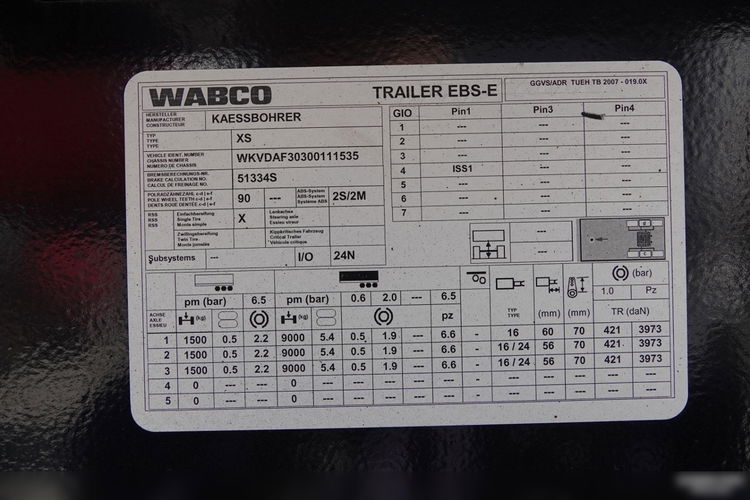 WABCO TRAILER EBS-E GGVS/ADR TUEH TB 2007 - 019.0X
HERSTELLER
MANUFACTURER
CONSTRUCTEUR
KAESSBOHRER
TYP
TYPE
TYPE
XS
VEHICLE IDENT. NUMBER
CHASSIS NUMBER
NUMERO DE CHASSIS
WKVDAF30300111535
BREMSBERECHNUNGS-NR.
BRAKE CALCULATION NO.
CALCUL DE FREINAGE NO.
51334S
POLRADZÄHNEZAHL c-d | e-f
POLE WHEEL TEETH c-d | e-f
DENTS ROUE DENTÉE c-d | e-f
90 ---
ABS-System
ABS-System
Système ABS
2S/2M
RSS
RSS
RSS
Einfachbereifung
Single Tire
Monte simple
X
Lenkachse
Steering axle
Essieu vireur
Zwillingsbereifung
Twin Tire
Monte jumelée
Kippkritisches Fahrzeug
Critical Trailer
Véhicule critique
Subsystems --- I/O 24N
GIO Pin1 Pin3 Pin4
1 --- --- ---
2 --- --- ---
3 --- --- ---
4 ISS1 --- ---
5 --- --- ---
6 --- --- ---
7 --- --- ---
---
---
pm (bar) 6.5 pm (bar) 0.6 2.0 --- 6.5
(bar)
1.0 Pz
ACHSE
AXLE
ESSIEU
(kg) (kg) pz TYP
TYPE (mm) (mm) TR (daN)
1 1500 0.5 2.2 9000 5.4 0.5 1.9 --- 6.6 - 16 60 70 421 3973
2 1500 0.5 2.2 9000 5.4 0.5 1.9 --- 6.6 - 16 / 24 56 70 421 3973
3 1500 0.5 2.2 9000 5.4 0.5 1.9 --- 6.6 - 16 / 24 56 70 421 3973
4 0 --- --- 0 --- --- --- --- --- - --- --- --- --- ---
5 0 --- --- 0 --- --- --- --- --- - --- --- --- --- ---